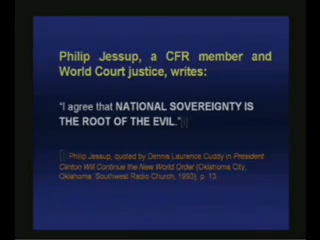 Philip Jessup, a CFR member and
World Court justice, writes:
"I agree that NATIONAL SOVEREIGNTY IS
THE ROOT OF THE EVIL."
Philip Jessup, quoted by Dennis Laurence Cuddy in President
Clinton Will Continue the New World Order (Oklahoma City,
Oklahoma: Southwest Radio Church, 1993), p. 13.